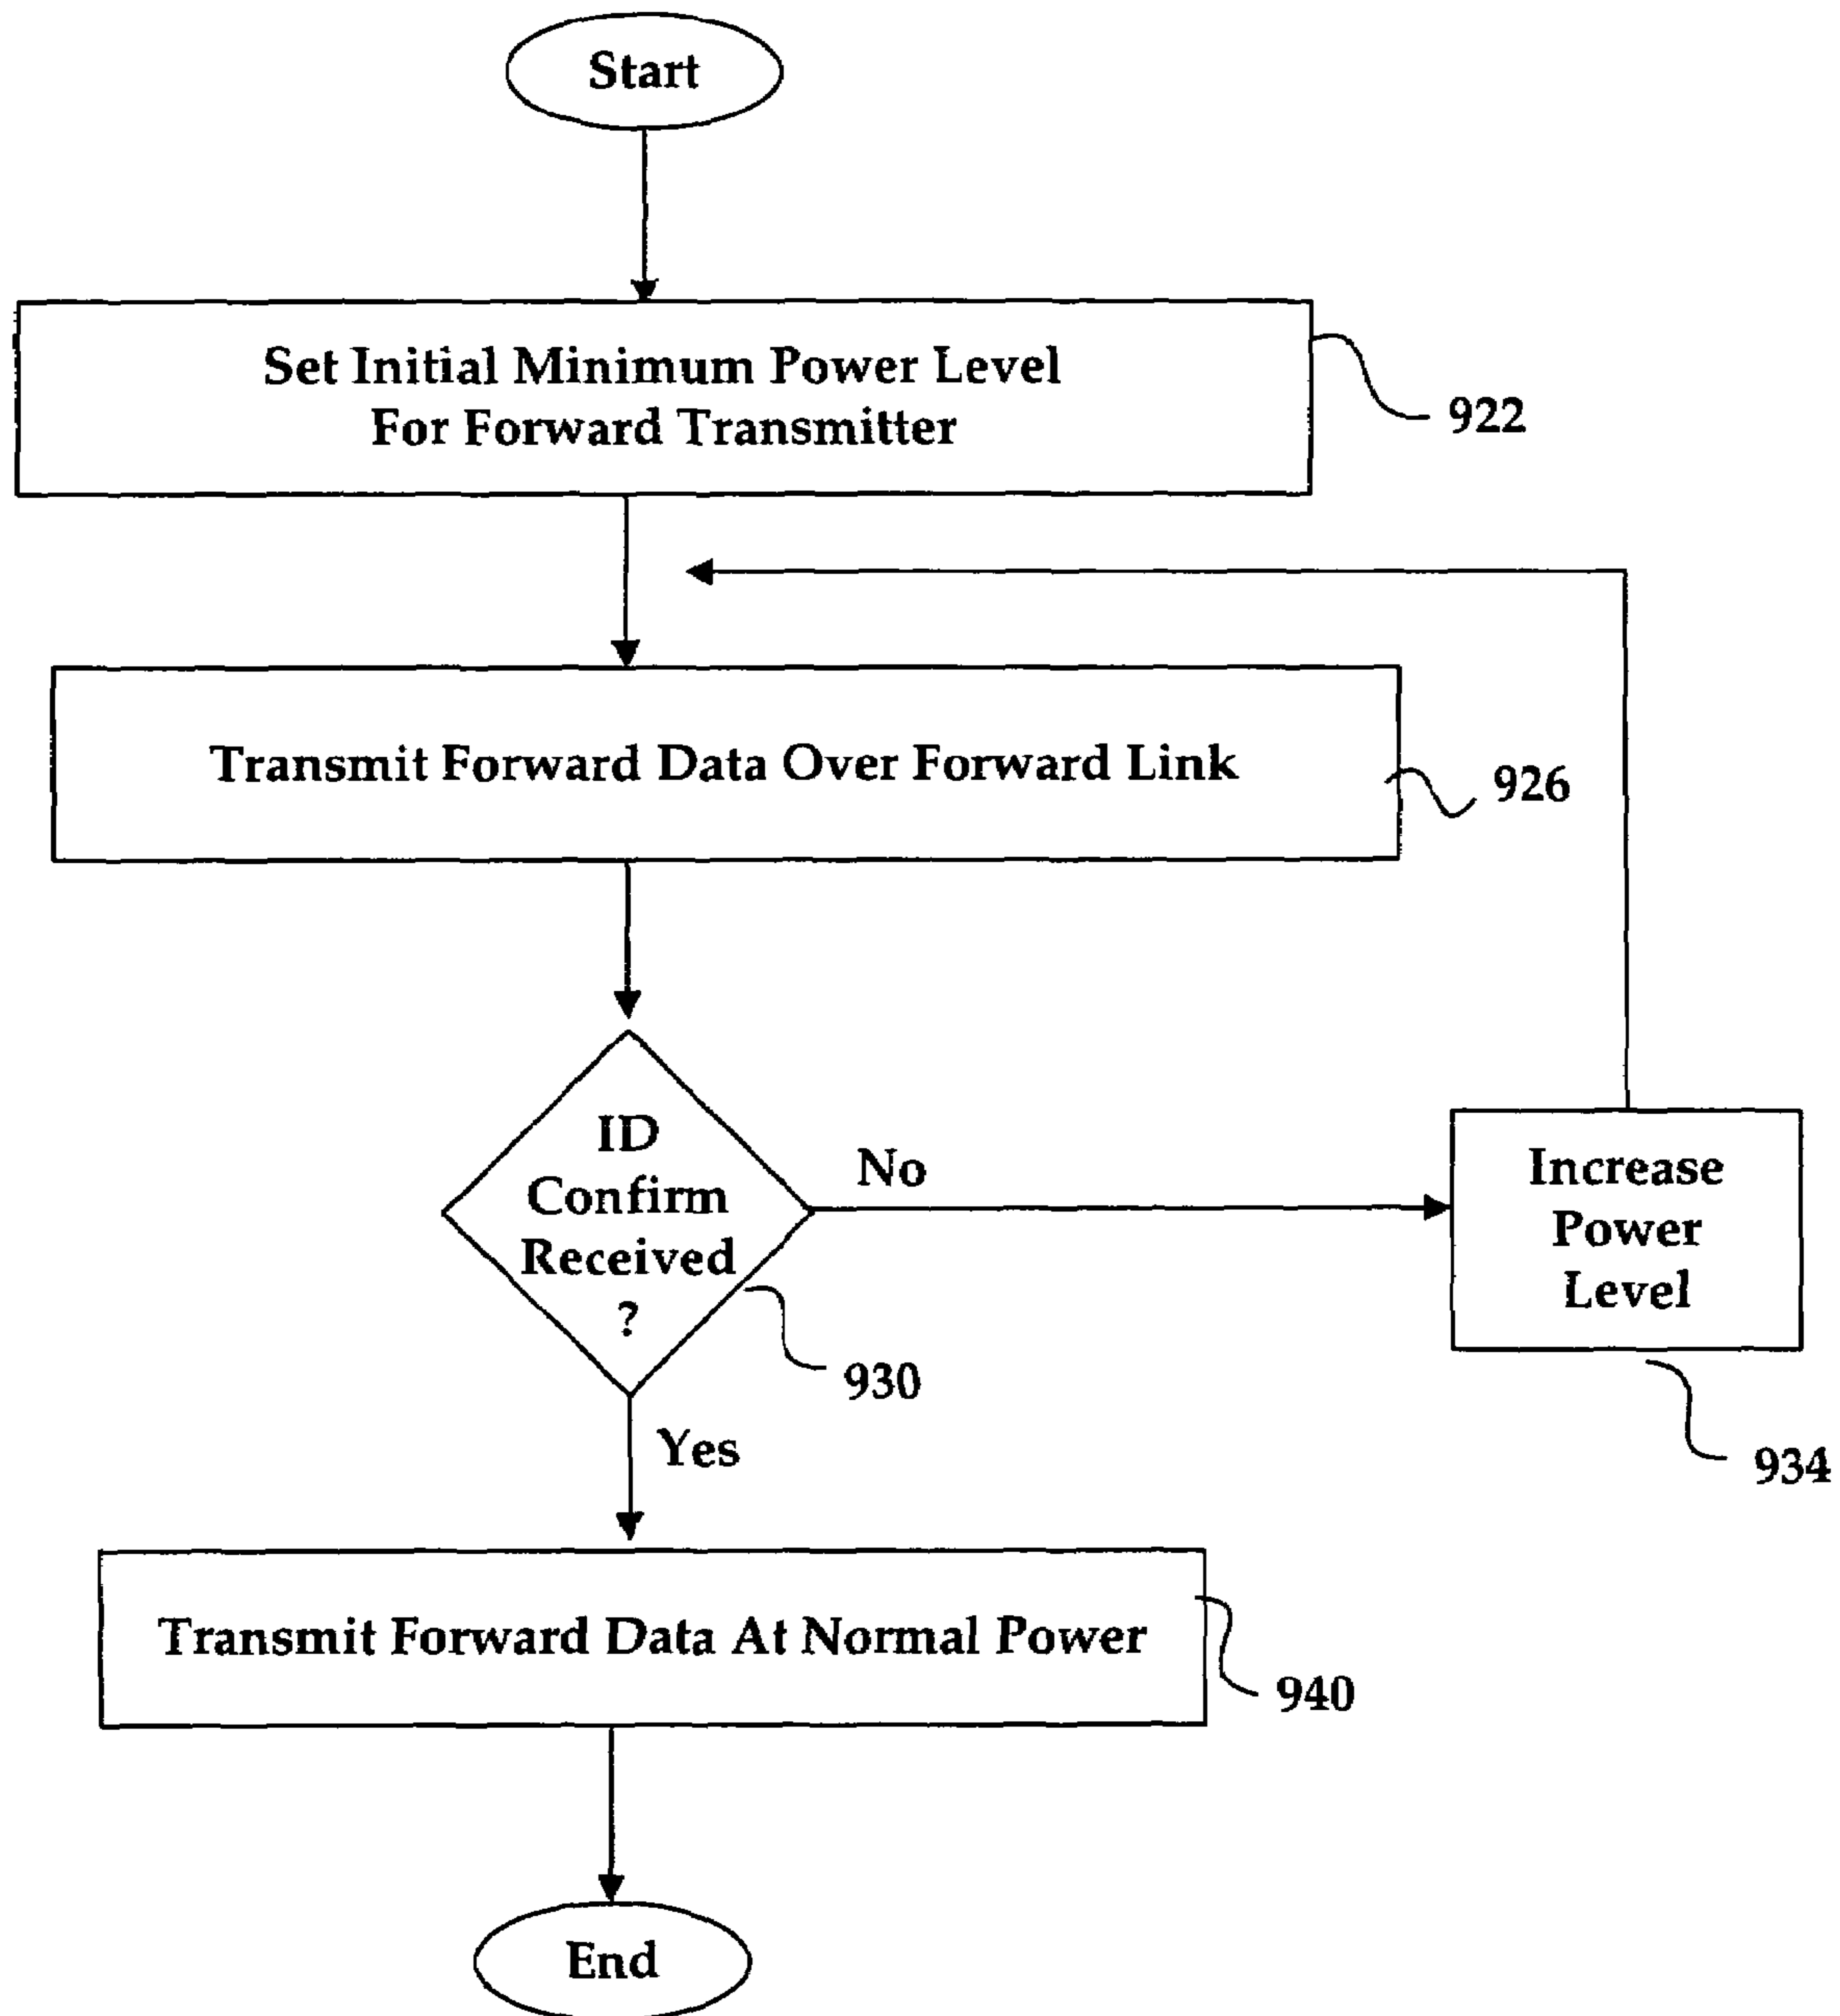 Start
Set Initial Minimum Power Level
For Forward Transmitter
922
Transmit Forward Data Over Forward Link
926
ID
Confirm
Received
?
930
No
Increase
Power
Level
934
Yes
Transmit Forward Data At Normal Power
940
End